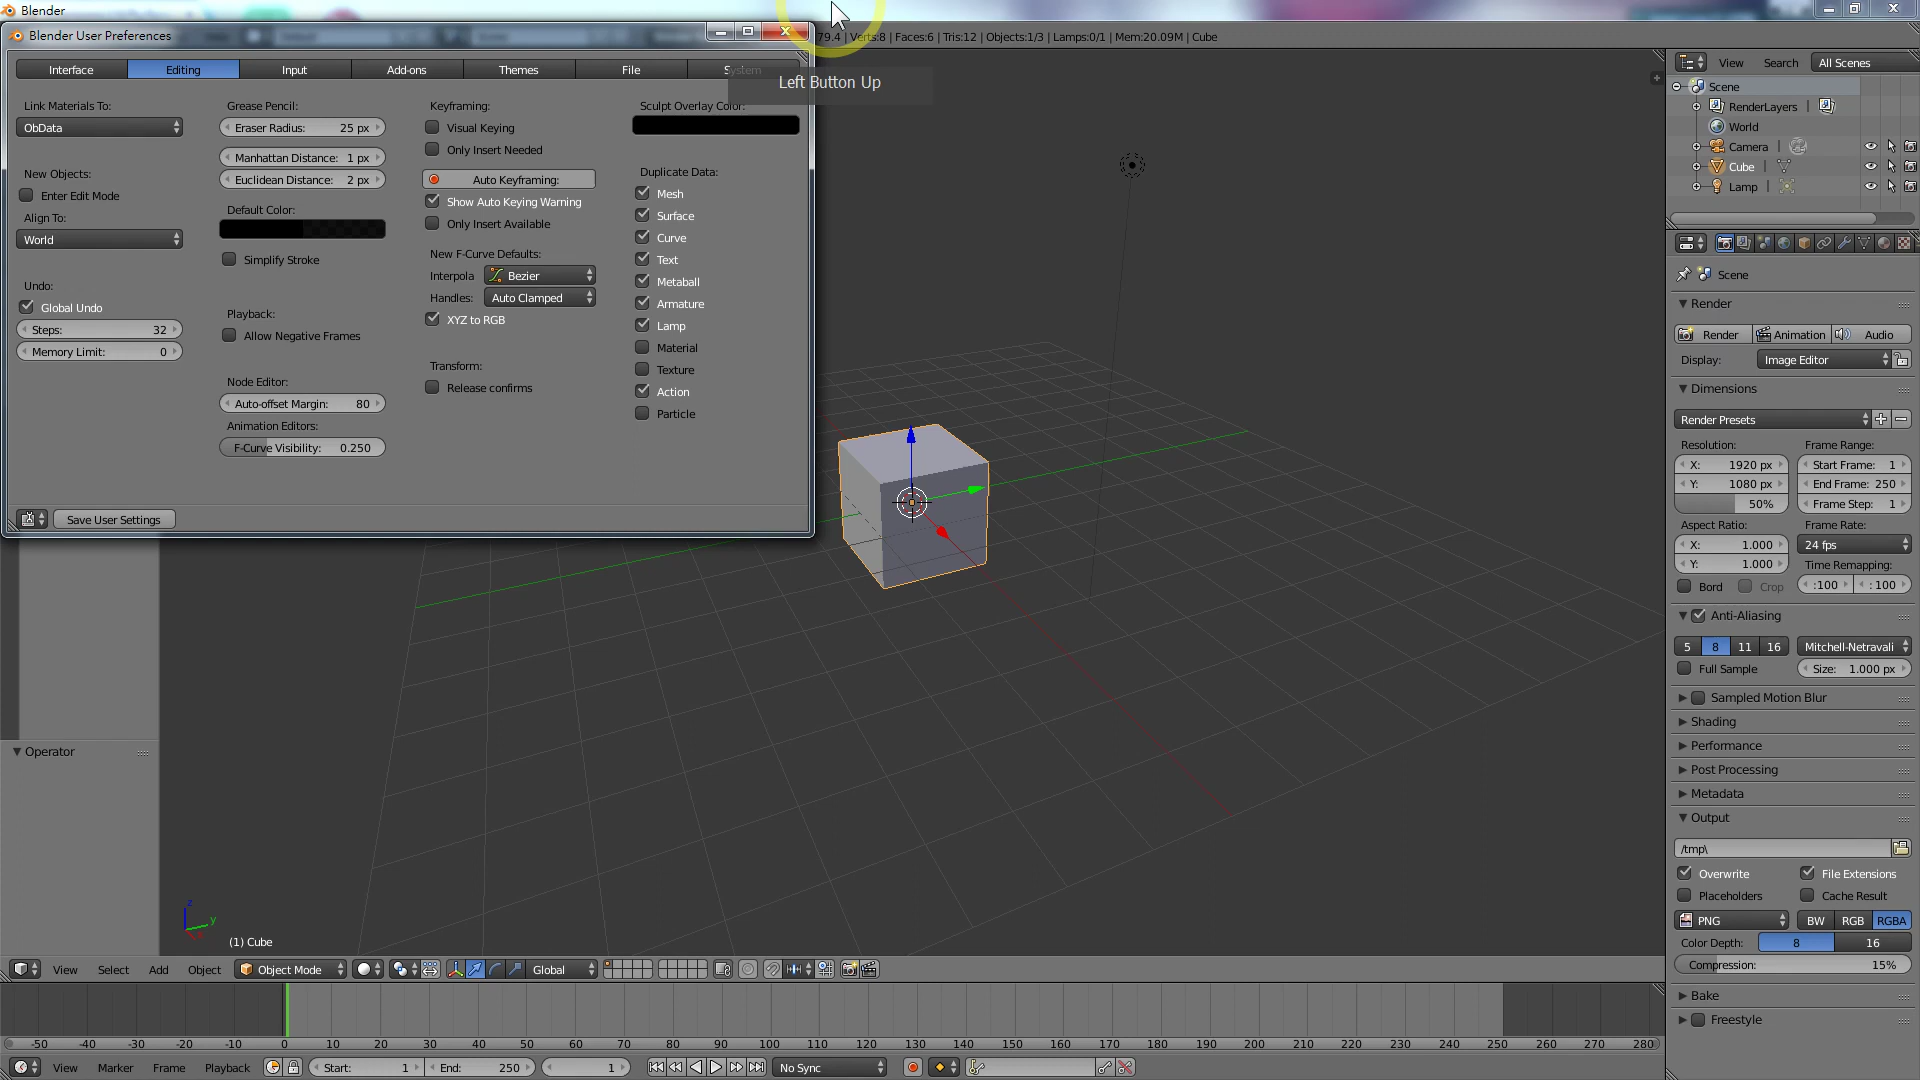 Blender
Blender User Preferences
79.4 | Verts:8 | Faces:6 | Tris:12 | Objects:1/3 | Lamps:0/1 | Mem:20.09M | Cube
Left Button Up
Interface
Editing
Input
Add-ons
Themes
File
System
Link Materials To:
ObData
New Objects:
Enter Edit Mode
Align To:
World
Undo:
Global Undo
Steps: 32
Memory Limit: 0
Grease Pencil:
Eraser Radius: 25 px
Manhattan Distance: 1 px
Euclidean Distance: 2 px
Default Color:
Simplify Stroke
Playback:
Allow Negative Frames
Node Editor:
Auto-offset Margin: 80
Animation Editors:
F-Curve Visibility: 0.250
Keyframing:
Visual Keying
Only Insert Needed
Auto Keyframing:
Show Auto Keying Warning
Only Insert Available
New F-Curve Defaults:
Interpola Bezier
Handles: Auto Clamped
XYZ to RGB
Transform:
Release confirms
Sculpt Overlay Color:
Duplicate Data:
Mesh
Surface
Curve
Text
Metaball
Armature
Lamp
Material
Texture
Action
Particle
Save User Settings
Operator
z
y
x
(1) Cube
View Select Add Object Object Mode Global
-50 -40 -30 -20 -10 0 10 20 30 40 50 60 70 80 90 100 110 120 130 140 150 160 170 180 190 200 210 220 230 240 250 260 270 280
View Marker Frame Playback Start: 1 End: 250 1 No Sync
View Search All Scenes
Scene
RenderLayers |
World
Camera |
Cube |
Lamp |
Scene
Render
Render Animation Audio
Display: Image Editor
Dimensions
Render Presets
Resolution:
X: 1920 px
Y: 1080 px
50%
Frame Range:
Start Frame: 1
End Frame: 250
Frame Step: 1
Aspect Ratio:
X: 1.000
Y: 1.000
Bord Crop
Frame Rate:
24 fps
Time Remapping:
:100 : 100
Anti-Aliasing
5 8 11 16 Mitchell-Netravali
Full Sample Size: 1.000 px
Sampled Motion Blur
Shading
Performance
Post Processing
Metadata
Output
/tmp\
Overwrite File Extensions
Placeholders Cache Result
PNG BW RGB RGBA
Color Depth: 8 16
Compression: 15%
Bake
Freestyle